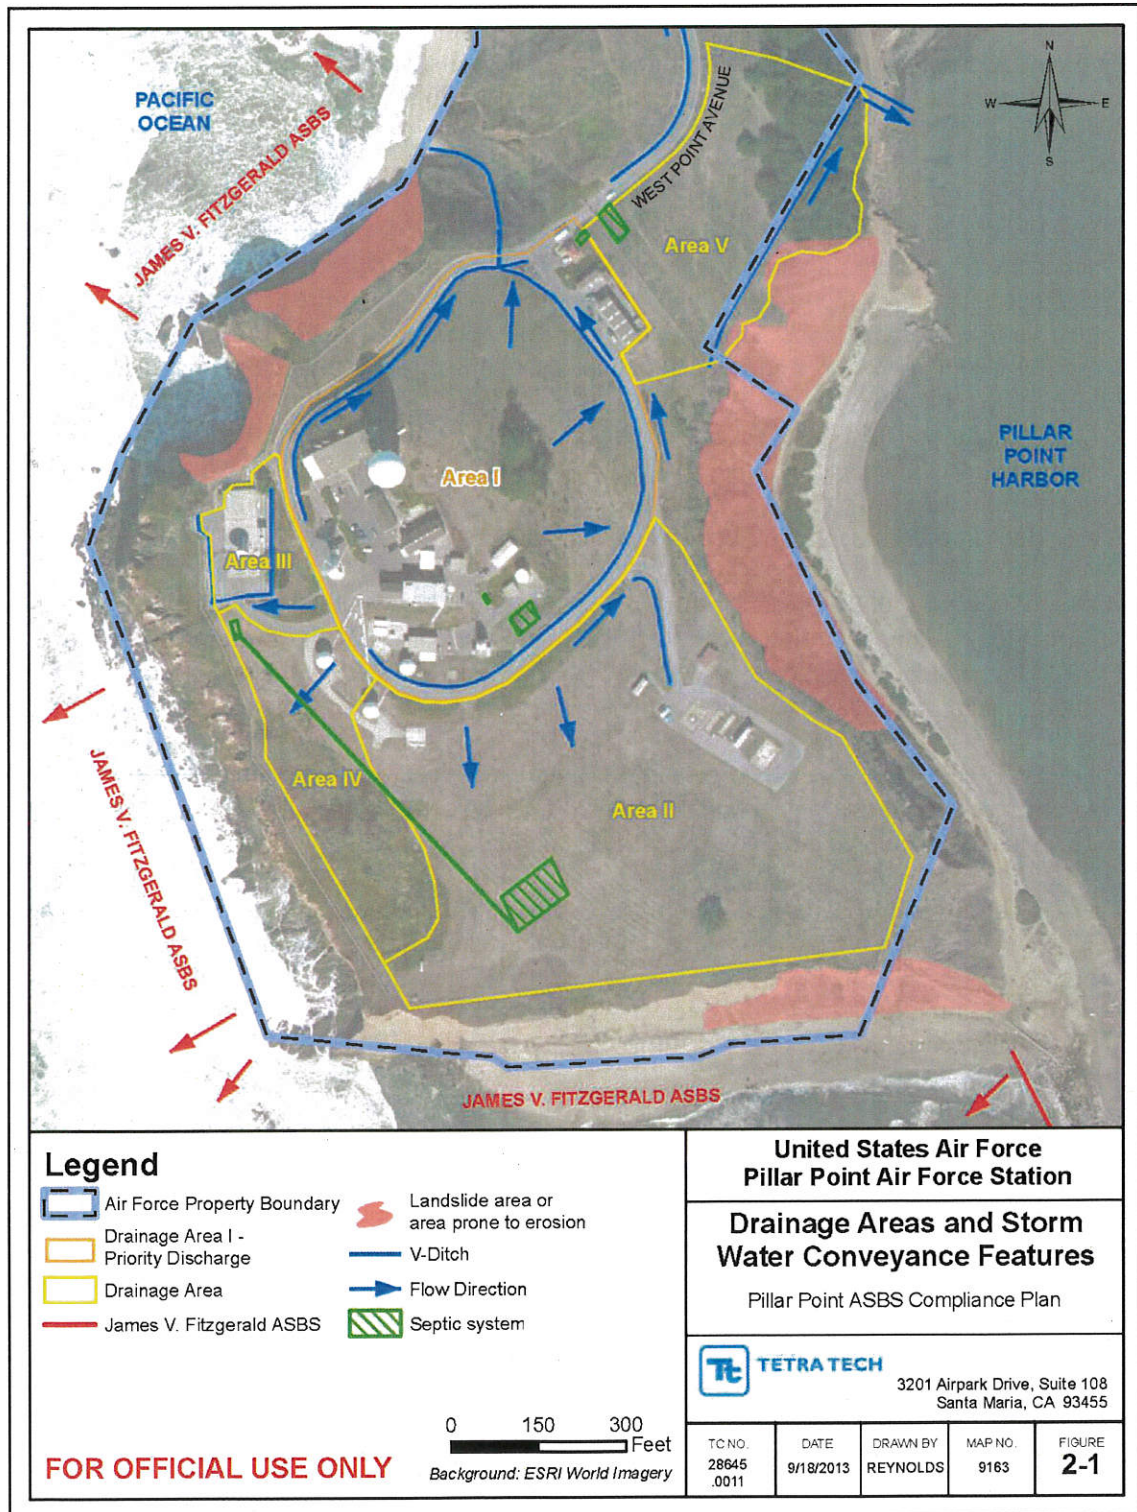 N
W
E
S
PACIFIC
OCEAN
JAMES V. FITZGERALD ASBS
WEST POINT AVENUE
Area V
PILLAR
POINT
HARBOR
Area I
Area III
Area IV
Area II
JAMES V. FITZGERALD ASBS
JAMES V. FITZGERALD ASBS
Legend
Air Force Property Boundary
Drainage Area I -
Priority Discharge
Drainage Area
James V. Fitzgerald ASBS
Landslide area or
area prone to erosion
V-Ditch
Flow Direction
Septic system
0 150 300
Feet
Background: ESRI World Imagery
FOR OFFICIAL USE ONLY
United States Air Force
Pillar Point Air Force Station
Drainage Areas and Storm
Water Conveyance Features
Pillar Point ASBS Compliance Plan
Tt TETRA TECH
3201 Airpark Drive, Suite 108
Santa Maria, CA 93455
TC NO.
28645
.0011
DATE
9/18/2013
DRAWN BY
REYNOLDS
MAP NO.
9163
FIGURE
2-1